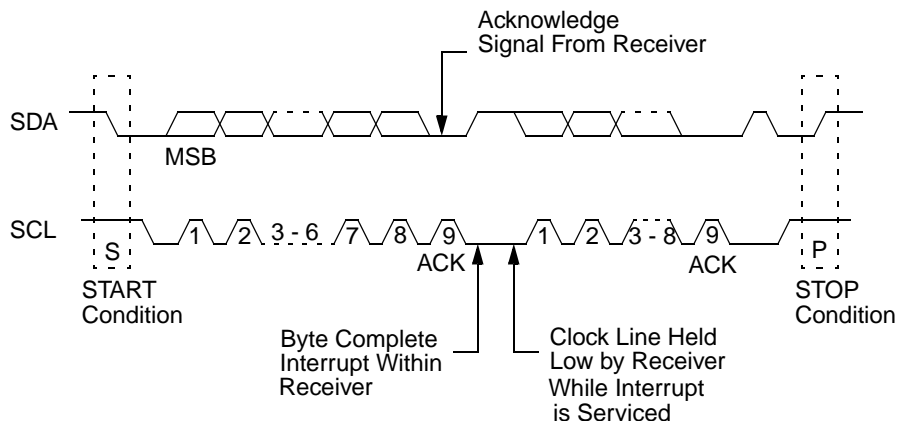 Acknowledge
Signal From Receiver
SDA
MSB
SCL
S
1
2
3 - 6
7
8
9
ACK
1
2
3 - 8
9
ACK
P
START
Condition
STOP
Condition
Byte Complete
Interrupt Within
Receiver
Clock Line Held
Low by Receiver
While Interrupt
is Serviced